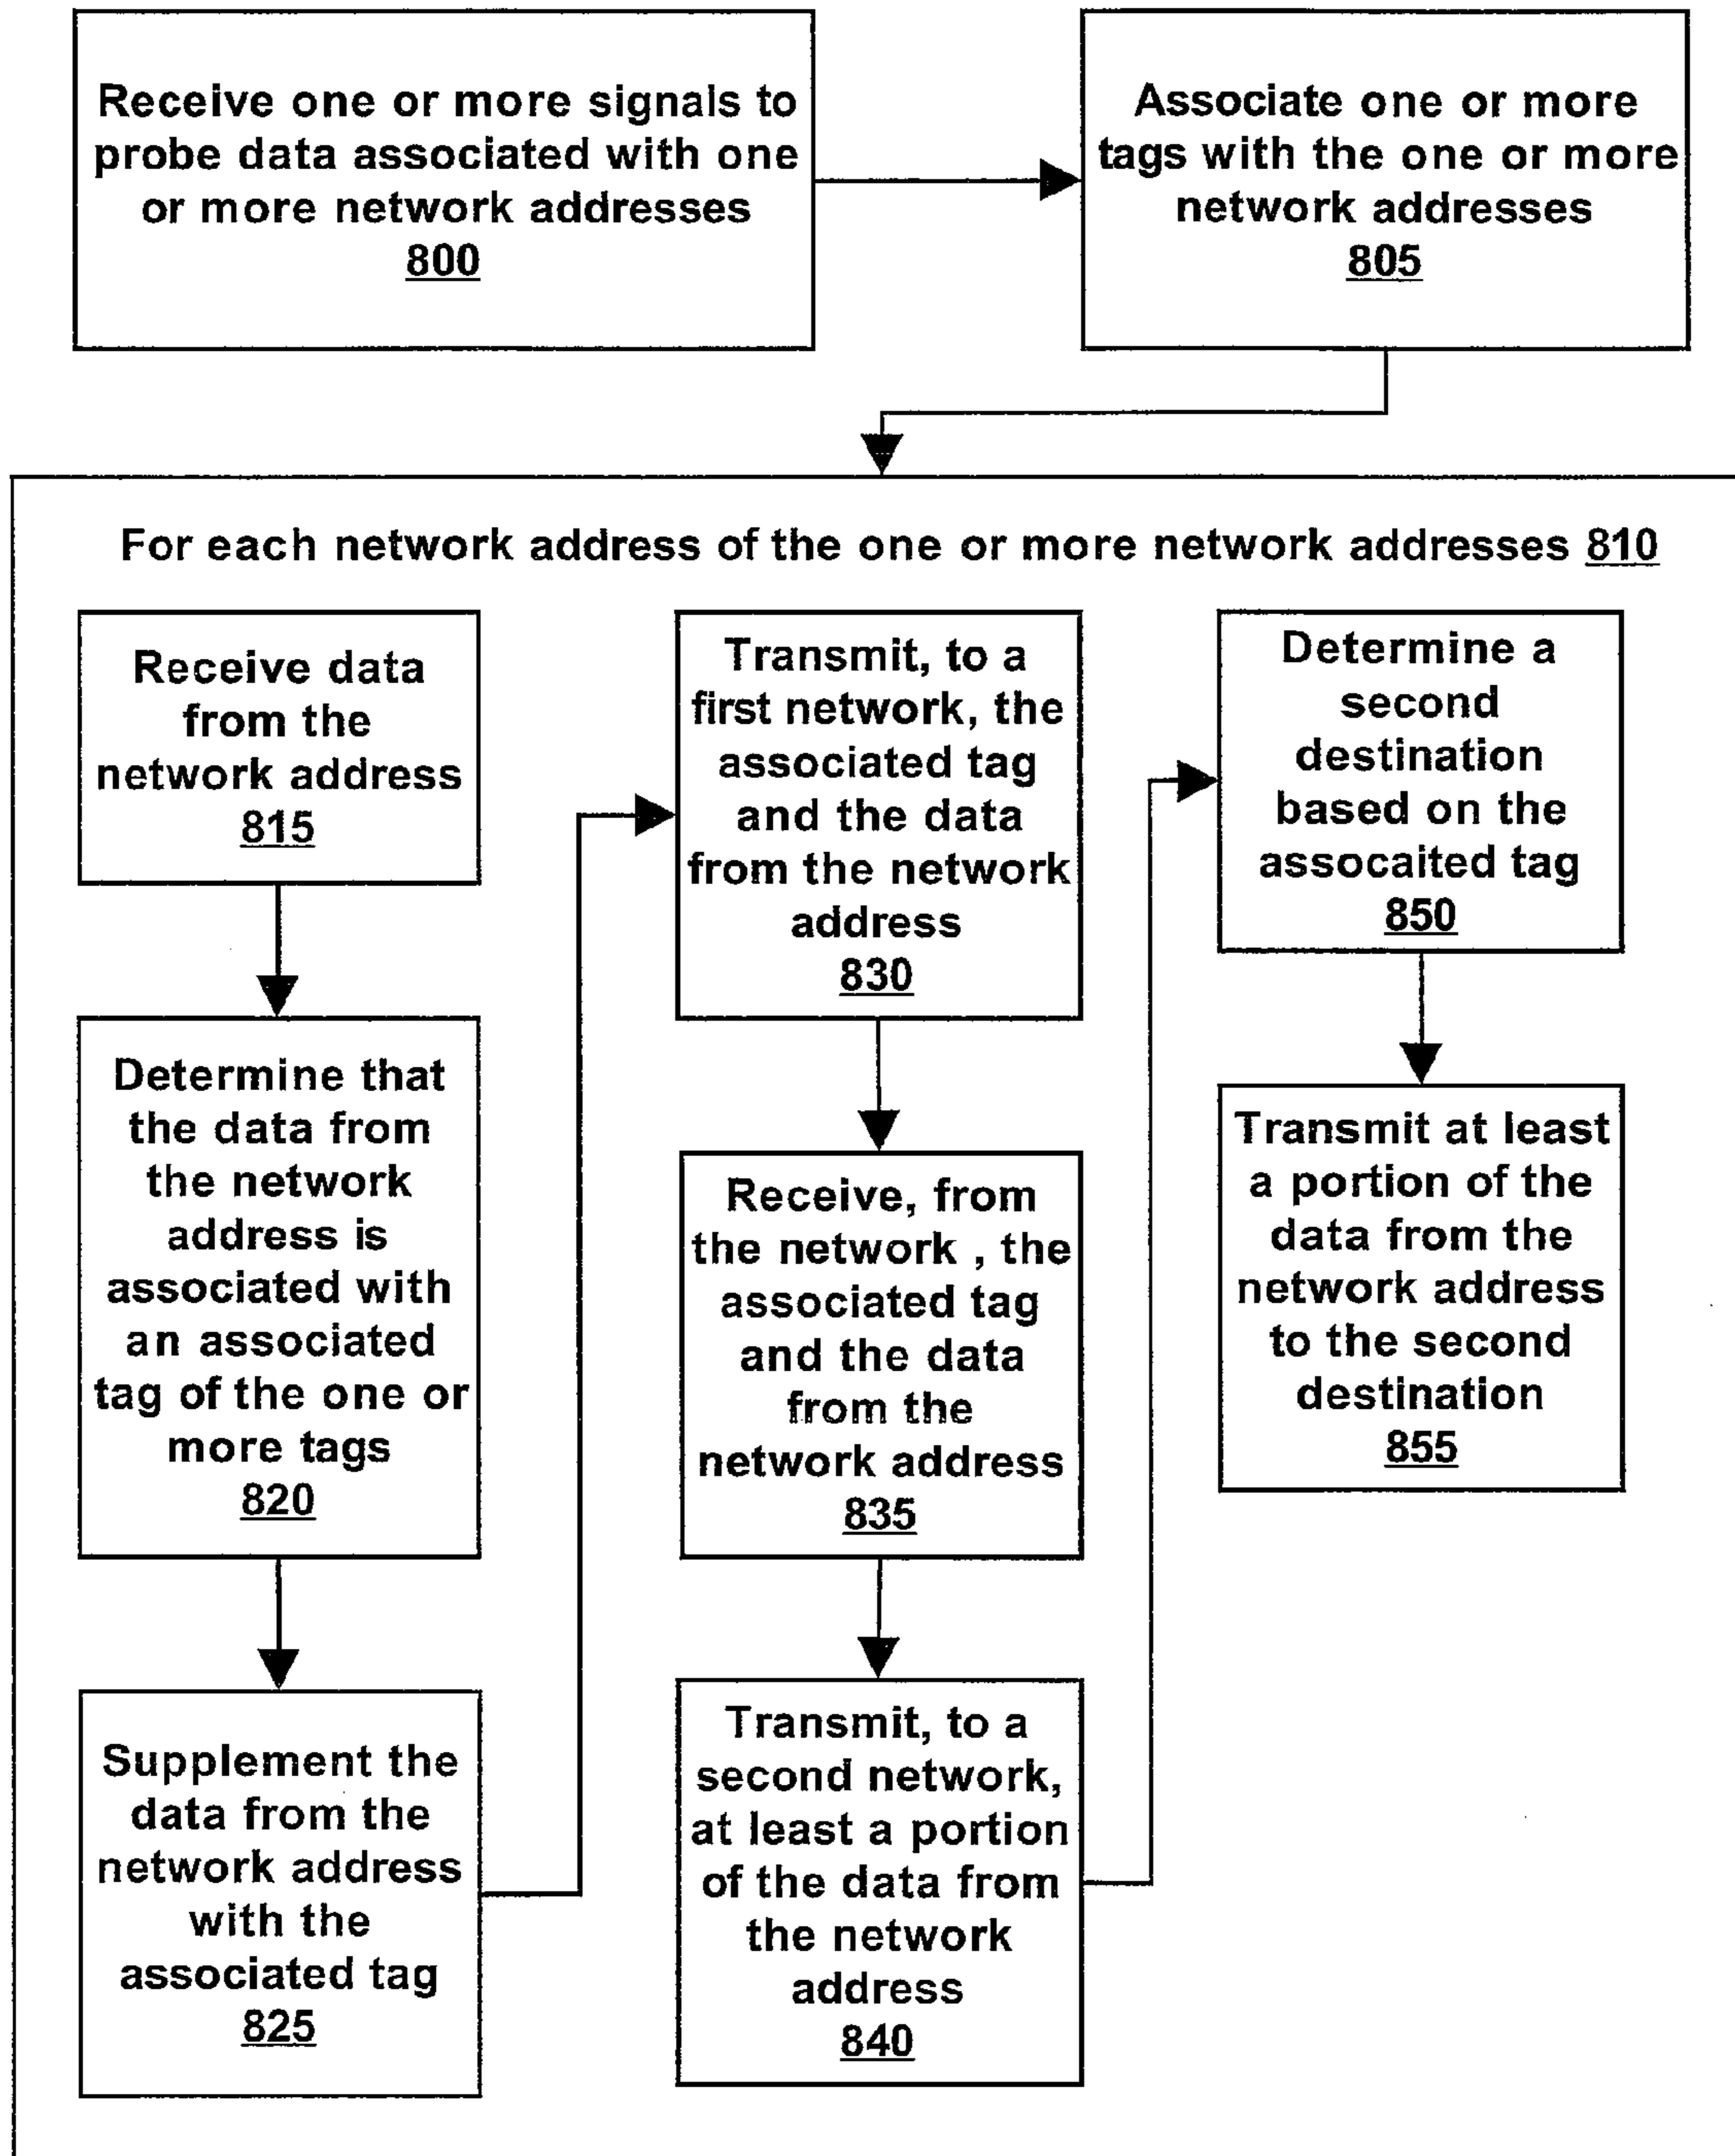 Receive one or more signals to
probe data associated with one
or more network addresses
800
Associate one or more
tags with the one or more
network addresses
805
For each network address of the one or more network addresses 810
Receive data
from the
network address
815
Determine that
the data from
the network
address is
associated with
an associated
tag of the one or
more tags
820
Supplement the
data from the
network address
with the
associated tag
825
Transmit, to a
first network, the
associated tag
and the data
from the network
address
830
Receive, from
the network , the
associated tag
and the data
from the
network address
835
Transmit, to a
second network,
at least a portion
of the data from
the network
address
840
Determine a
second
destination
based on the
assocaited tag
850
Transmit at least
a portion of the
data from the
network address
to the second
destination
855